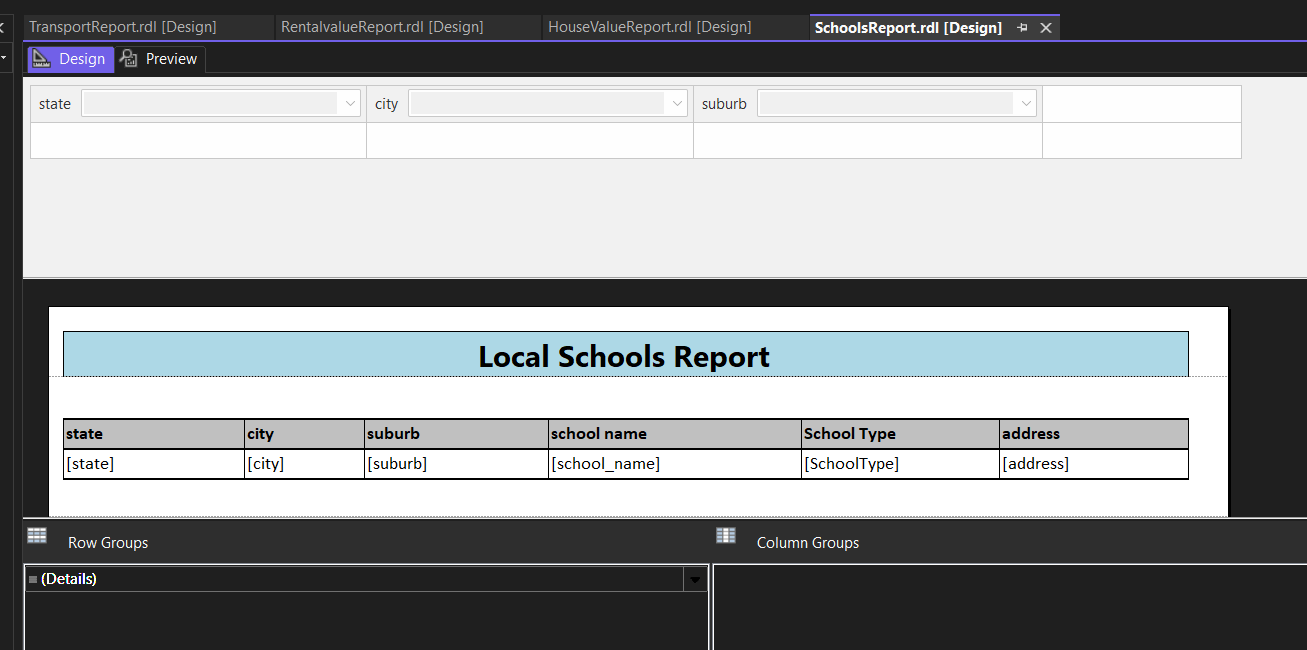 TransportReport.rdl [Design] RentalvalueReport.rdl [Design] HouseValueReport.rdl [Design] SchoolsReport.rdl [Design]
Design Preview
state city suburb
Local Schools Report
state city suburb school name School Type address
[state] [city] [suburb] [school_name] [SchoolType] [address]
Row Groups Column Groups
(Details)